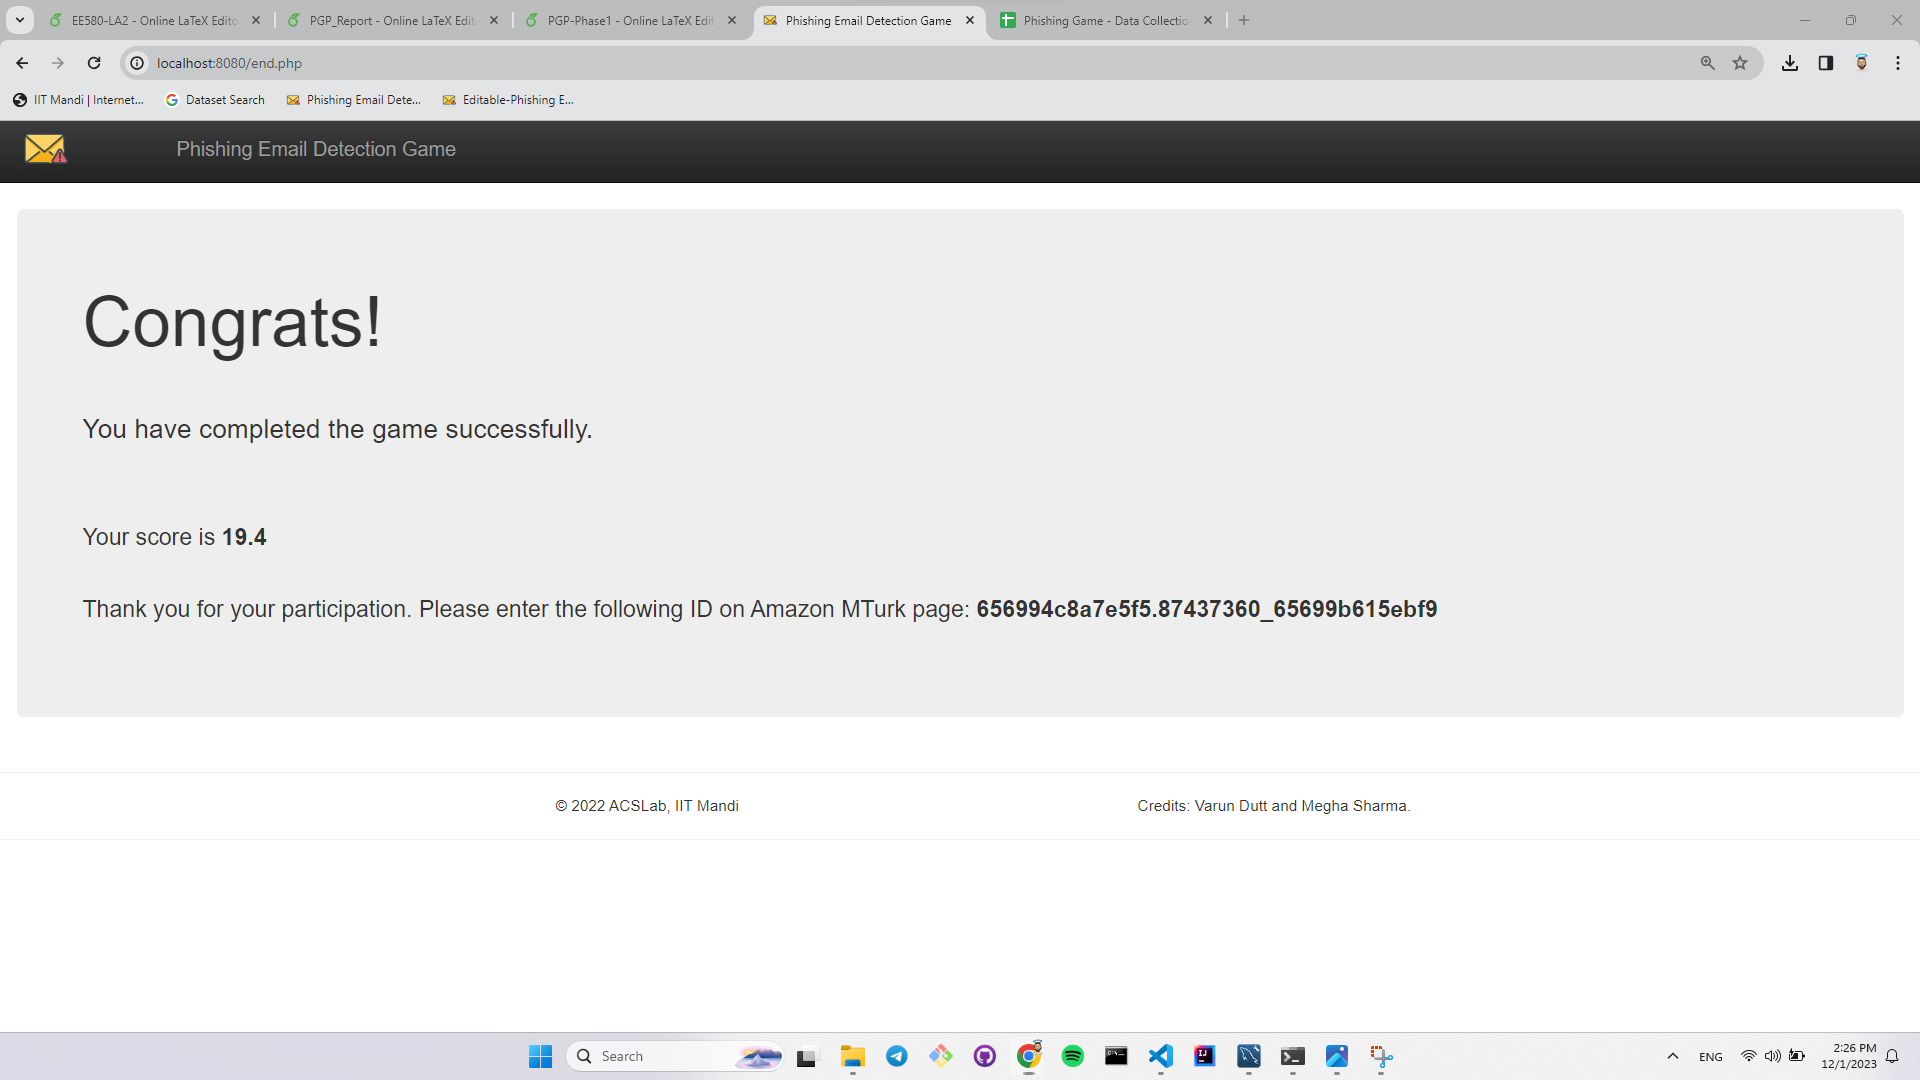 EE580-LA2 - Online LaTeX Edito
PGP_Report - Online LaTeX Edit
PGP-Phase1 - Online LaTeX Edit
Phishing Email Detection Game
Phishing Game - Data Collectio
localhost:8080/end.php
IIT Mandi | Internet...
Dataset Search
Phishing Email Dete...
Editable-Phishing E...
Phishing Email Detection Game
Congrats!
You have completed the game successfully.
Your score is 19.4
Thank you for your participation. Please enter the following ID on Amazon MTurk page: 656994c8a7e5f5.87437360_65699b615ebf9
© 2022 ACSLab, IIT Mandi
Credits: Varun Dutt and Megha Sharma.
Search
ENG
2:26 PM
12/1/2023